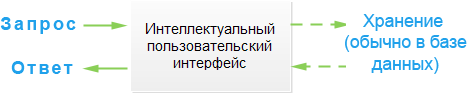 Запрос
Ответ
Интеллектуальный
пользовательский
интерфейс
Хранение
(обычно в базе
данных)